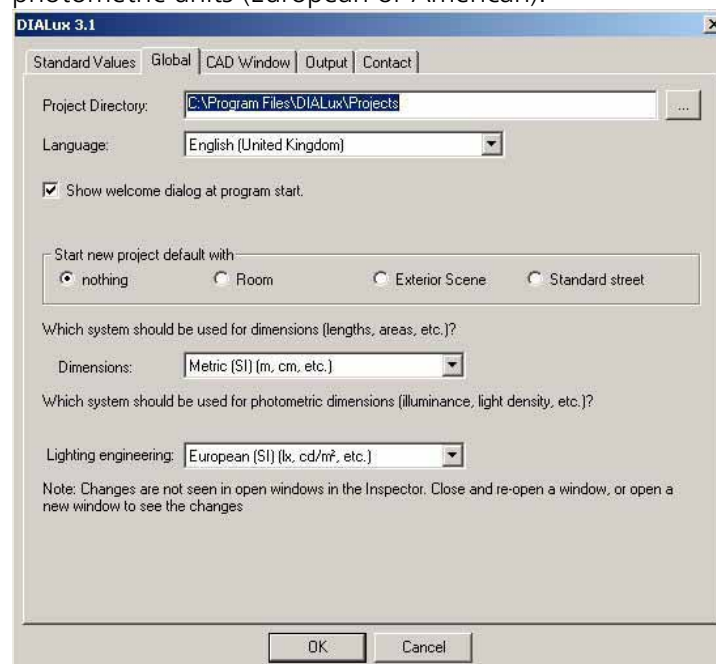 photometric units (European or American).
DIALux 3.1
Standard Values Global CAD Window Output Contact
Project Directory: C:\Program Files\DIALux\Projects ...
Language: English (United Kingdom)
Show welcome dialog at program start.
Start new project default with
nothing Room Exterior Scene Standard street
Which system should be used for dimensions (lengths, areas, etc.)?
Dimensions: Metric (SI) (m, cm, etc.)
Which system should be used for photometric dimensions (illuminance, light density, etc.)?
Lighting engineering: European (SI) (lx, cd/m², etc.)
Note: Changes are not seen in open windows in the Inspector. Close and re-open a window, or open a
new window to see the changes
OK Cancel